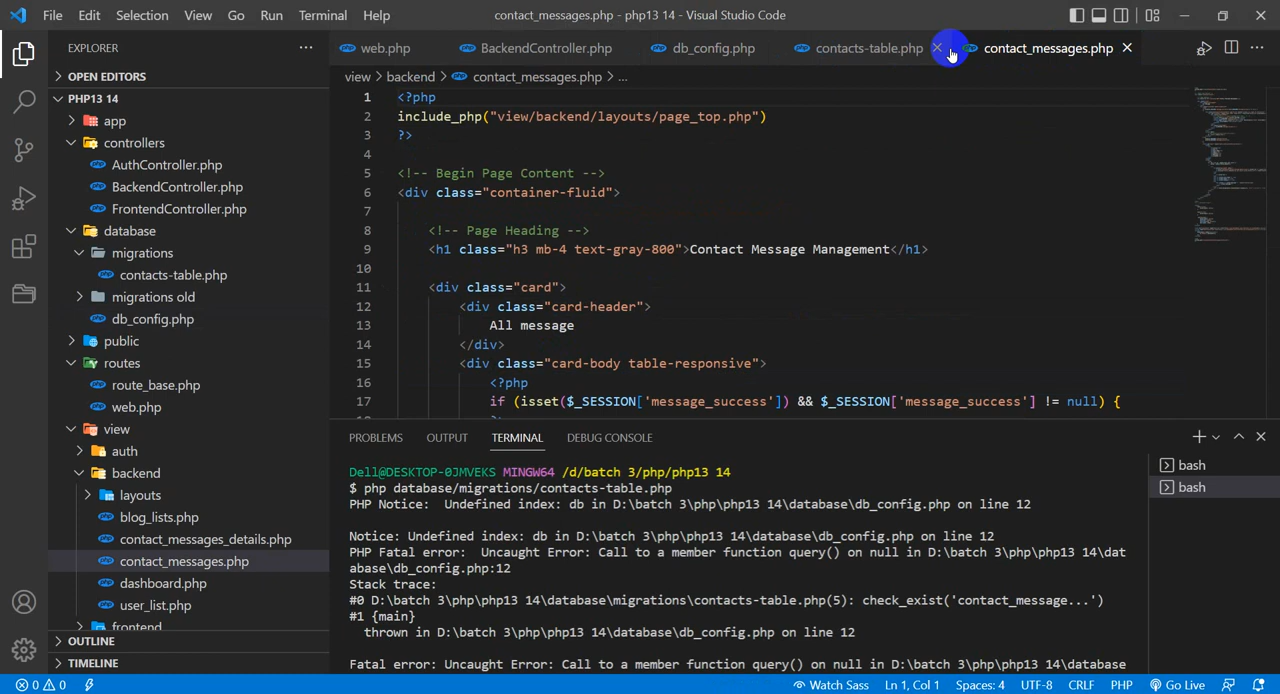 File Edit Selection View Go Run Terminal Help
contact_messages.php - php13 14 - Visual Studio Code
EXPLORER
OPEN EDITORS
PHP13 14
app
controllers
AuthController.php
BackendController.php
FrontendController.php
database
migrations
contacts-table.php
migrations old
db_config.php
public
routes
route_base.php
web.php
view
auth
backend
layouts
blog_lists.php
contact_messages_details.php
contact_messages.php
dashboard.php
user_list.php
frontend
OUTLINE
TIMELINE
web.php BackendController.php db_config.php contacts-table.php contact_messages.php
view > backend > contact_messages.php > ...
1 <?php
2 include_php("view/backend/layouts/page_top.php")
3 ?>
4
5 <!-- Begin Page Content -->
6 <div class="container-fluid">
7
8 <!-- Page Heading -->
9 <h1 class="h3 mb-4 text-gray-800">Contact Message Management</h1>
10
11 <div class="card">
12 <div class="card-header">
13 All message
14 </div>
15 <div class="card-body table-responsive">
16 <?php
17 if (isset($_SESSION['message_success']) && $_SESSION['message_success'] != null) {
PROBLEMS OUTPUT TERMINAL DEBUG CONSOLE
Dell@DESKTOP-0JMVEKS MINGW64 /d/batch 3/php/php13 14
$ php database/migrations/contacts-table.php
PHP Notice:  Undefined index: db in D:\batch 3\php\php13 14\database\db_config.php on line 12
Notice: Undefined index: db in D:\batch 3\php\php13 14\database\db_config.php on line 12
PHP Fatal error:  Uncaught Error: Call to a member function query() on null in D:\batch 3\php\php13 14\dat
abase\db_config.php:12
Stack trace:
#0 D:\batch 3\php\php13 14\database\migrations\contacts-table.php(5): check_exist('contact_message...')
#1 {main}
thrown in D:\batch 3\php\php13 14\database\db_config.php on line 12
Fatal error: Uncaught Error: Call to a member function query() on null in D:\batch 3\php\php13 14\database
bash
bash
0 0 Watch Sass Ln 1, Col 1 Spaces: 4 UTF-8 CRLF PHP Go Live